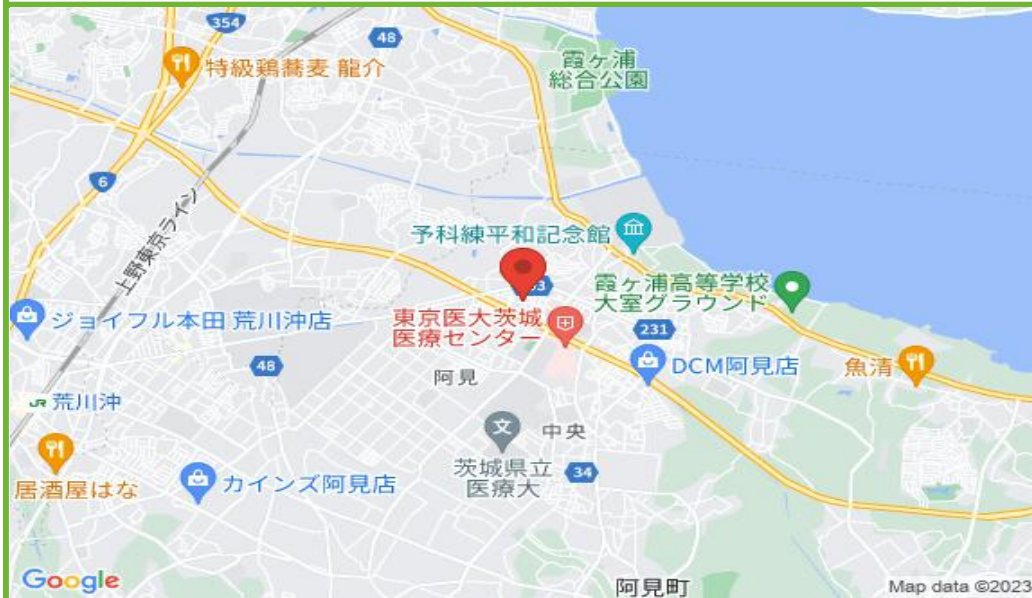 354
48
霞ヶ浦
総合公園
特級鶏蕎麦 龍介
6
上野東京ライン
予科練平和記念館
霞ヶ浦高等学校
大室グラウンド
ジョイフル本田 荒川沖店
東京医大茨城
医療センター
231
48
DCM阿見店
魚清
阿見
JR 荒川沖
中央
茨城県立
医療大
34
居酒屋はな
カインズ阿見店
Google
阿見町
Map data ©2023